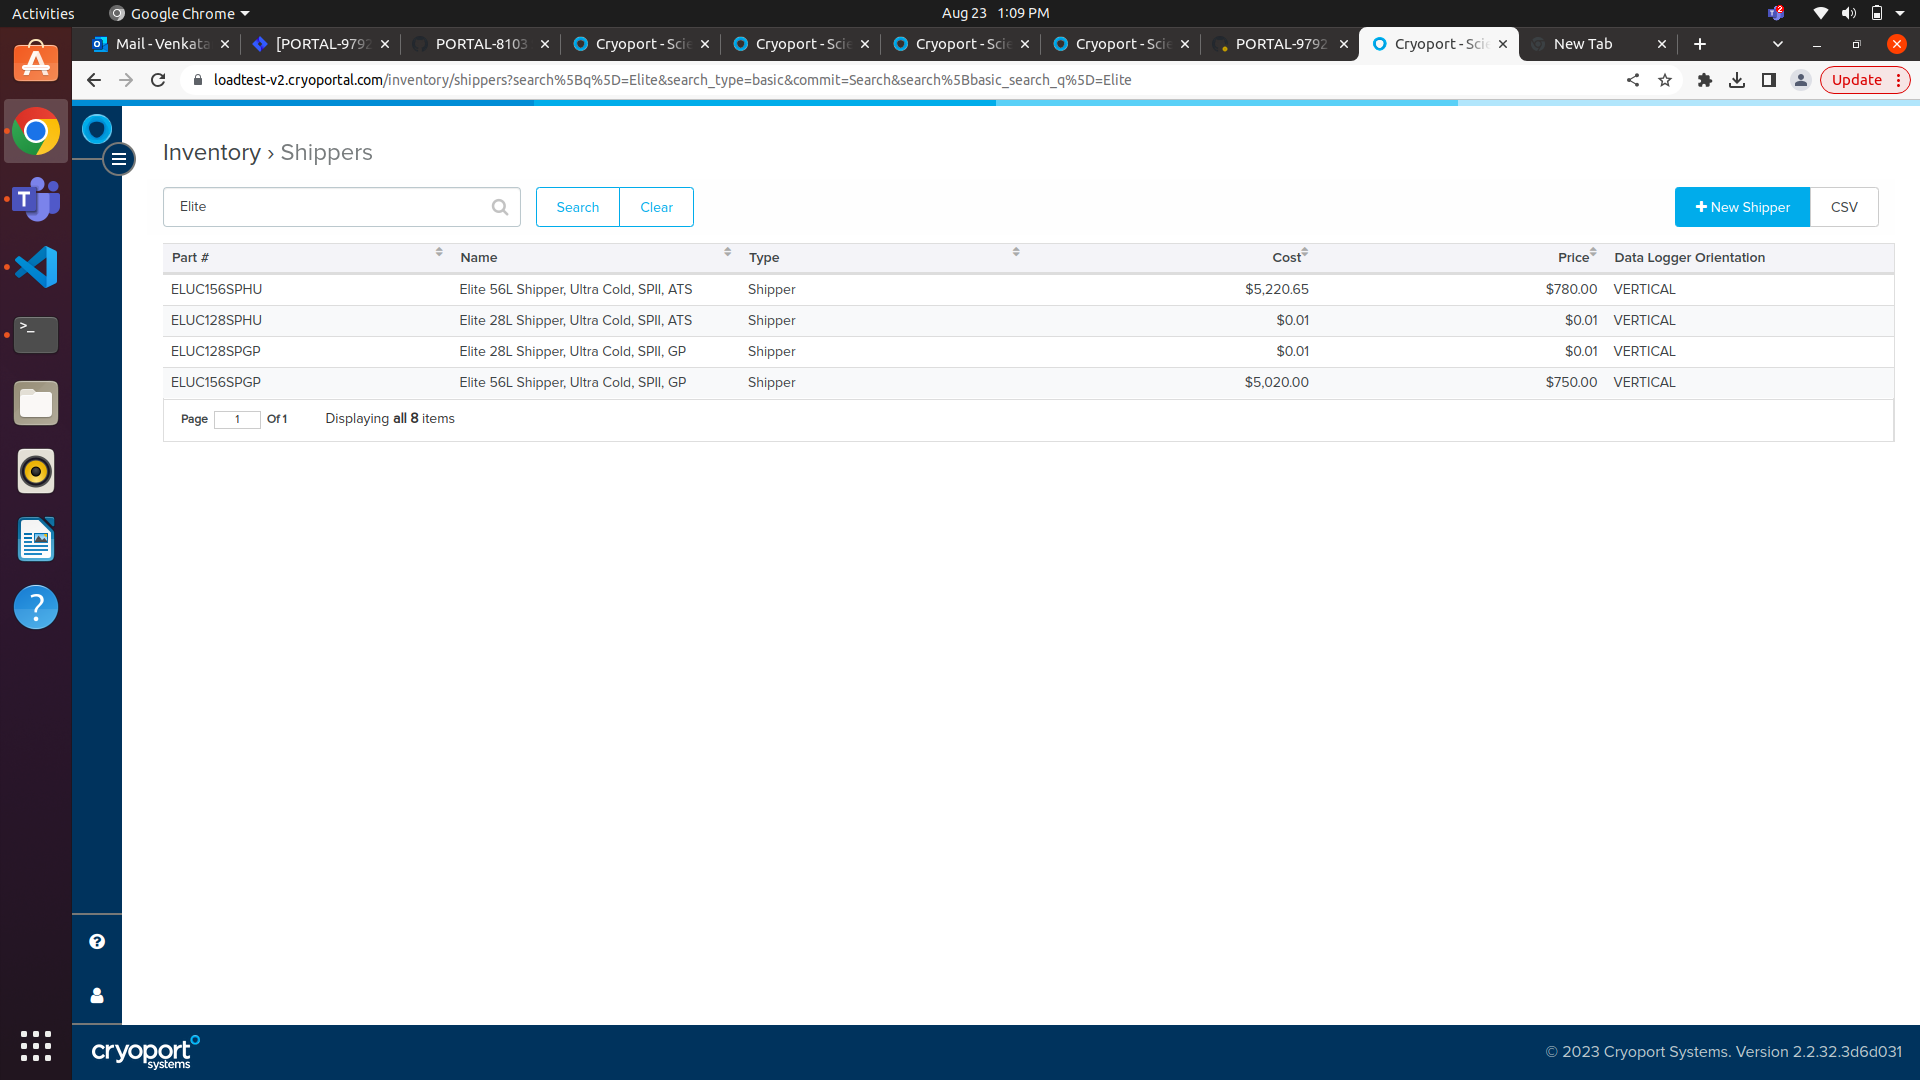 Activities Google Chrome Aug 23 1:09 PM 2
Mail - Venkata [PORTAL-9792 PORTAL-8103 Cryoport - Scie Cryoport - Scie Cryoport - Scie Cryoport - Scie PORTAL-9792 Cryoport - Scie New Tab
loadtest-v2.cryoportal.com/inventory/shippers?search%5Bq%5D=Elite&search_type=basic&commit=Search&search%5Bbasic_search_q%5D=Elite Update
Inventory › Shippers
Elite Search Clear New Shipper CSV
Part # Name Type Cost Price Data Logger Orientation
ELUC156SPHU Elite 56L Shipper, Ultra Cold, SPII, ATS Shipper $5,220.65 $780.00 VERTICAL
ELUC128SPHU Elite 28L Shipper, Ultra Cold, SPII, ATS Shipper $0.01 $0.01 VERTICAL
ELUC128SPGP Elite 28L Shipper, Ultra Cold, SPII, GP Shipper $0.01 $0.01 VERTICAL
ELUC156SPGP Elite 56L Shipper, Ultra Cold, SPII, GP Shipper $5,020.00 $750.00 VERTICAL
Page 1 Of 1 Displaying all 8 items
cryoport systems
© 2023 Cryoport Systems. Version 2.2.32.3d6d031